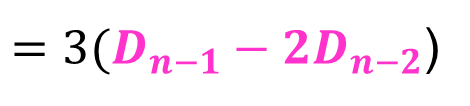 = 3(Dₙ₋₁ − 2Dₙ₋₂)